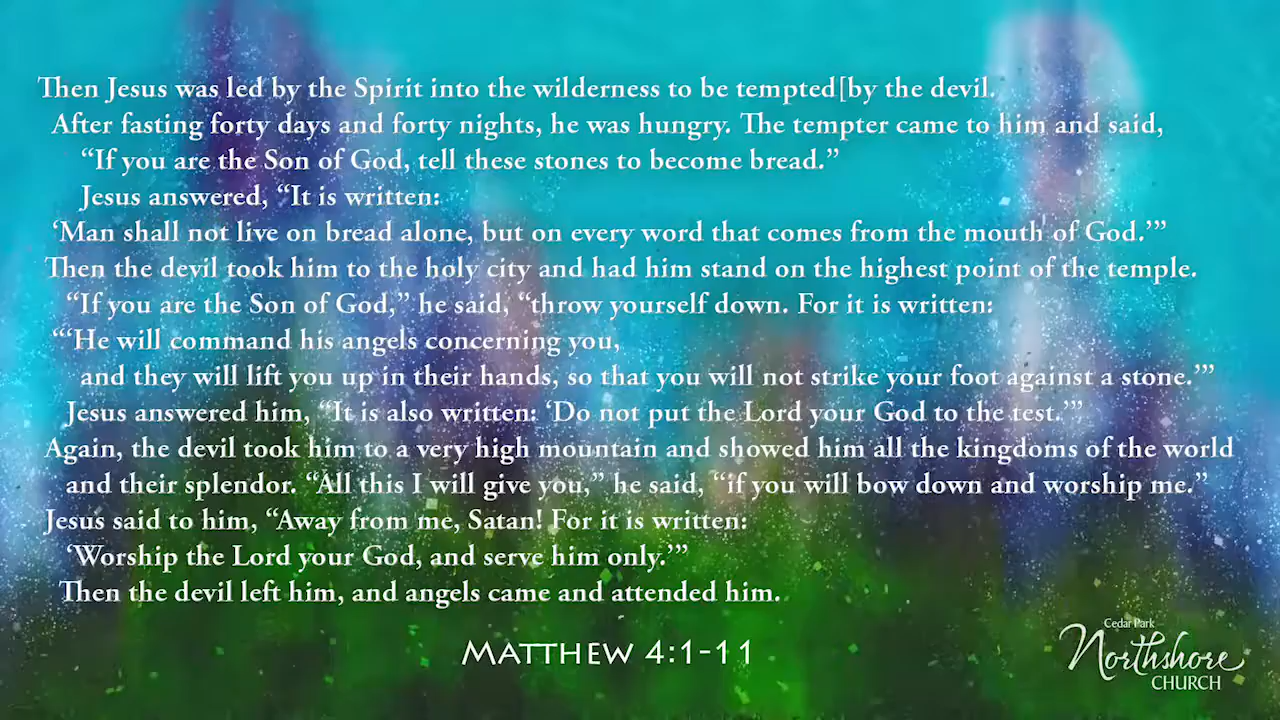 Then Jesus was led by the Spirit into the wilderness to be tempted[by the devil.
After fasting forty days and forty nights, he was hungry. The tempter came to him and said,
“If you are the Son of God, tell these stones to become bread.”
Jesus answered, “It is written:
‘Man shall not live on bread alone, but on every word that comes from the mouth of God.’”
Then the devil took him to the holy city and had him stand on the highest point of the temple.
“If you are the Son of God,” he said, “throw yourself down. For it is written:
“‘He will command his angels concerning you,
and they will lift you up in their hands, so that you will not strike your foot against a stone.’”
Jesus answered him, “It is also written: ‘Do not put the Lord your God to the test.’”
Again, the devil took him to a very high mountain and showed him all the kingdoms of the world
and their splendor. “All this I will give you,” he said, “if you will bow down and worship me.”
Jesus said to him, “Away from me, Satan! For it is written:
‘Worship the Lord your God, and serve him only.’”
Then the devil left him, and angels came and attended him.
Matthew 4:1-11
Cedar Park
Northshore
CHURCH